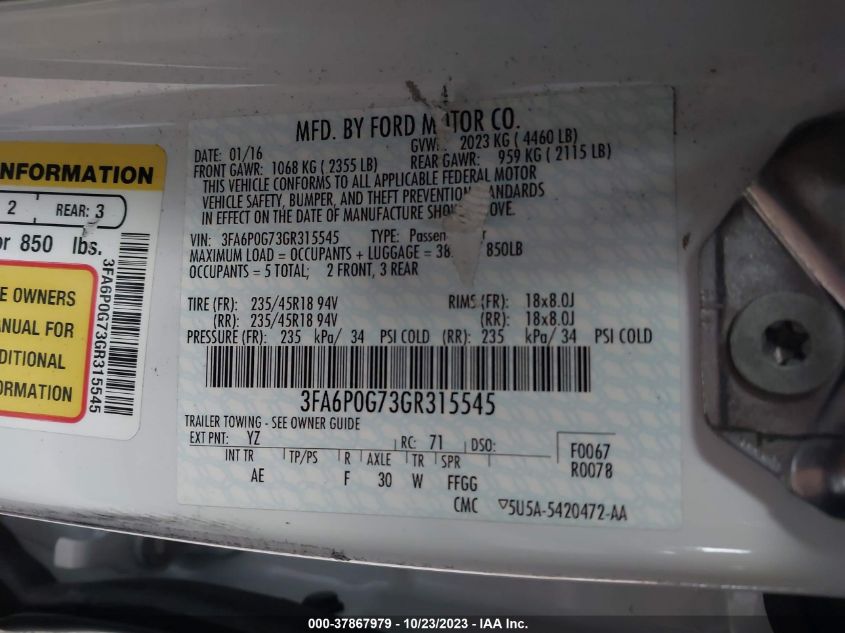 MFD. BY FORD MOTOR CO.
DATE: 01/16 GVWR: 2023 KG ( 4460 LB)
FRONT GAWR: 1068 KG ( 2355 LB) REAR GAWR: 959 KG ( 2115 LB)
THIS VEHICLE CONFORMS TO ALL APPLICABLE FEDERAL MOTOR
VEHICLE SAFETY, BUMPER, AND THEFT PREVENTION STANDARDS
IN EFFECT ON THE DATE OF MANUFACTURE SHOWN ABOVE.
VIN: 3FA6P0G73GR315545 TYPE: Passen
MAXIMUM LOAD = OCCUPANTS + LUGGAGE = 38 850LB
OCCUPANTS = 5 TOTAL; 2 FRONT, 3 REAR
TIRE (FR): 235/45R18 94V RIMS (FR): 18x8.0J
(RR): 235/45R18 94V (RR): 18x8.0J
PRESSURE (FR): 235 kPa/ 34 PSI COLD (RR): 235 kPa/ 34 PSI COLD
3FA6P0G73GR315545
TRAILER TOWING - SEE OWNER GUIDE
EXT PNT: YZ RC: 71 DSO: F0067
INT TR TP/PS R AXLE TR SPR R0078
AE F 30 W FFGG
CMC ▽5U5A-5420472-AA
NFORMATION
2 REAR: 3
or 850 lbs.
E OWNERS
ANUAL FOR
DITIONAL
FORMATION
3FA6P0G73GR315545
000-37867979 - 10/23/2023 - IAA Inc.